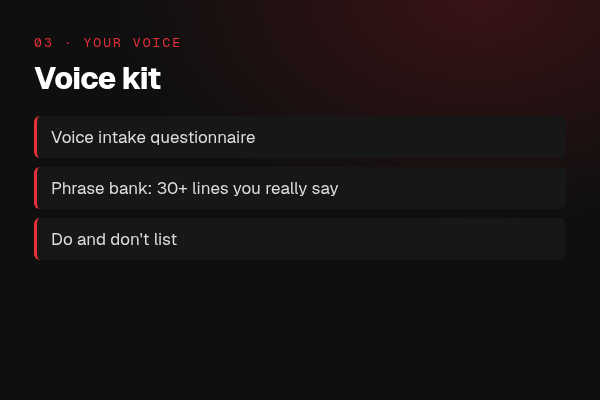 03 · YOUR VOICE
Voice kit
Voice intake questionnaire
Phrase bank: 30+ lines you really say
Do and don't list